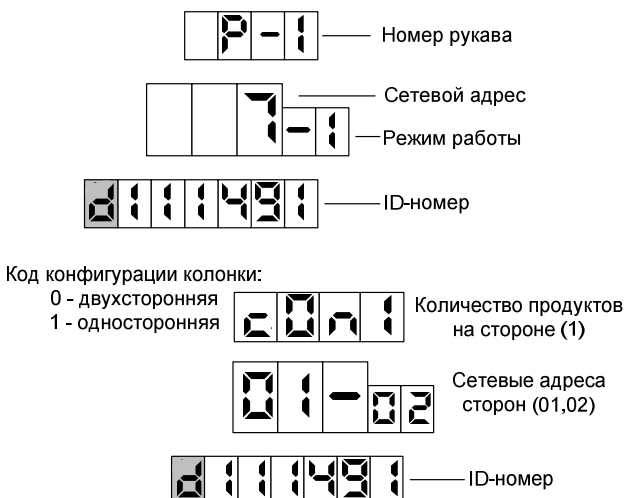 P-1 Номер рукава
Сетевой адрес
7-1 Режим работы
d111491 ID-номер
Код конфигурации колонки:
0 - двухсторонняя
1 - односторонняя
c0n1 Количество продуктов
на стороне (1)
01-02 Сетевые адреса
сторон (01,02)
d111491 ID-номер